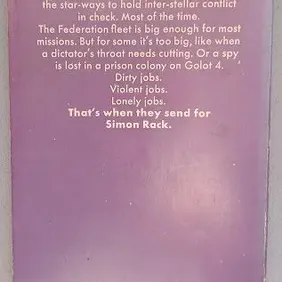 the star-ways to hold inter-stellar conflict
in check. Most of the time.
The Federation fleet is big enough for most
missions. But for some it's too big, like when
a dictator's throat needs cutting. Or a spy
is lost in a prison colony on Golot 4.
Dirty jobs.
Violent jobs.
Lonely jobs.
That's when they send for
Simon Rack.